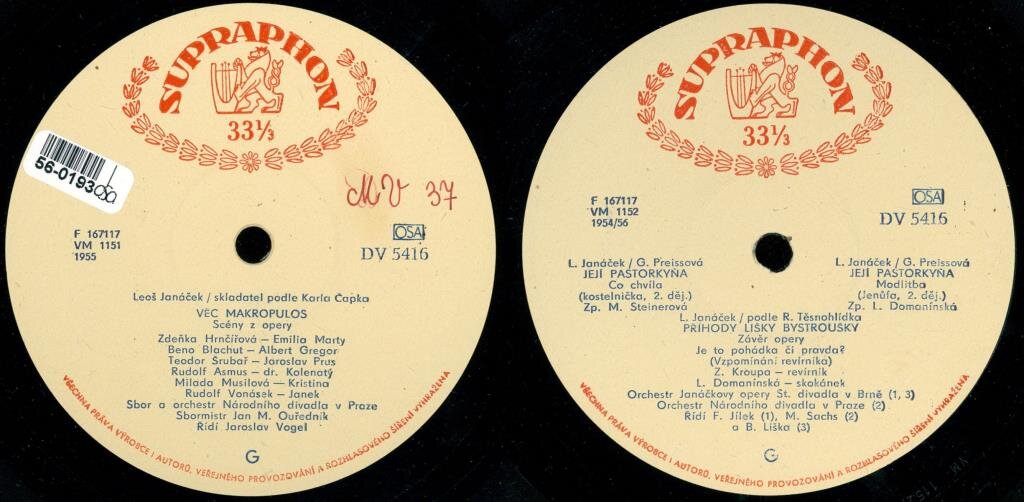 SUPRAPHON
33⅓
56-0193
OSA
MV 37
F 167117
VM 1151
1955
OSA
DV 5416
Leoš Janáček / skladatel podle Karla Čapka
VĚC MAKROPULOS
Scény z opery
Zdeňka Hrnčířová — Emilia Marty
Beno Blachut — Albert Gregor
Teodor Šrubař — Jaroslav Prus
Rudolf Asmus — dr. Kolenatý
Milada Musilová — Kristina
Rudolf Vonásek — Janek
Sbor a orchestr Národního divadla v Praze
Sbormistr Jan M. Ouředník
Řídí Jaroslav Vogel
G
VŠECHNA PRÁVA VÝROBCE I AUTORŮ, VEŘEJNÉHO PROVOZOVÁNÍ A ROZHLASOVÉHO ŠÍŘENÍ VYHRAŽENA
SUPRAPHON
33⅓
F 167117
VM 1152
1954/56
OSA
DV 5416
L. Janáček / G. Preissová
JEJÍ PASTORKYŇA
Co chvíla
(kostelnička, 2. děj.)
Zp. M. Steinerová
L. Janáček / G. Preissová
JEJÍ PASTORKYŇA
Modlitba
(Jenůfa, 2. děj.)
Zp. L. Domanínská
L. Janáček / podle R. Těsnohlídka
PŘÍHODY LIŠKY BYSTROUŠKY
Závěr opery
Je to pohádka či pravda?
(Vzpomínání revírníka)
Z. Kroupa — revírník
L. Domanínská — skokánek
Orchestr Janáčkovy opery St. divadla v Brně (1, 3)
Orchestr Národního divadla v Praze (2)
Řídí F. Jílek (1), M. Sachs (2)
a B. Liška (3)
G
VŠECHNA PRÁVA VÝROBCE I AUTORŮ, VEŘEJNÉHO PROVOZOVÁNÍ A ROZHLASOVÉHO ŠÍŘENÍ VYHRAŽENA